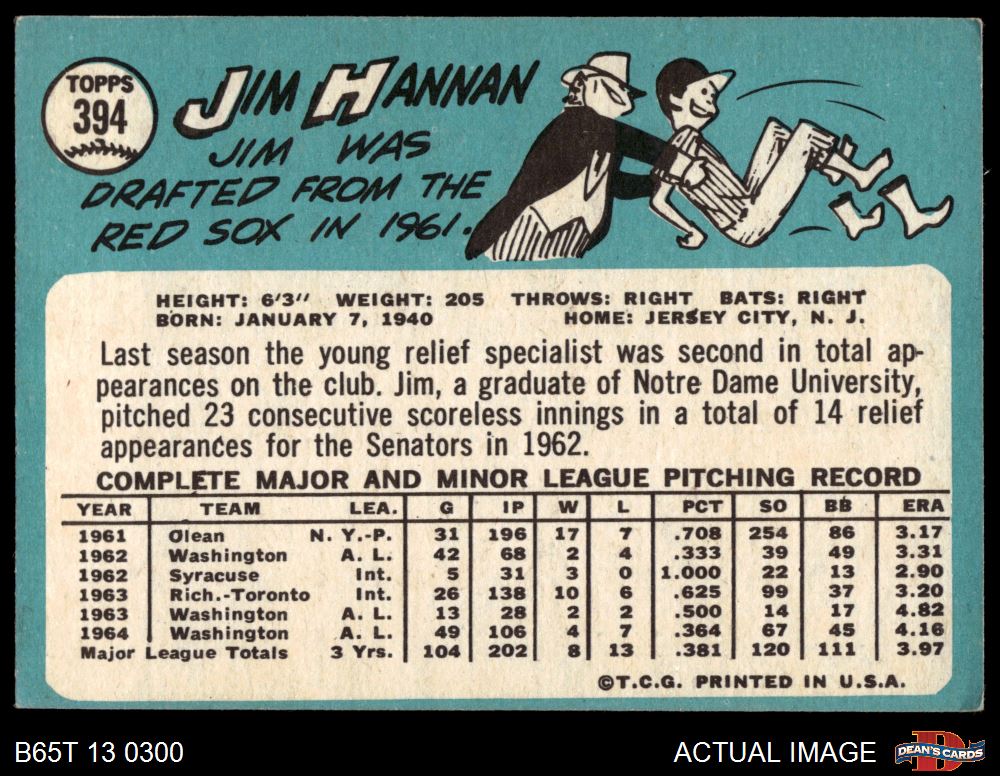 TOPPS
394
JIM HANNAN
JIM WAS
DRAFTED FROM THE
RED SOX IN 1961.
HEIGHT: 6'3" WEIGHT: 205 THROWS: RIGHT BATS: RIGHT
BORN: JANUARY 7, 1940 HOME: JERSEY CITY, N. J.
Last season the young relief specialist was second in total ap-
pearances on the club. Jim, a graduate of Notre Dame University,
pitched 23 consecutive scoreless innings in a total of 14 relief
appearances for the Senators in 1962.
COMPLETE MAJOR AND MINOR LEAGUE PITCHING RECORD
YEAR TEAM LEA. G IP W L PCT SO BB ERA
1961 Olean N. Y.-P. 31 196 17 7 .708 254 86 3.17
1962 Washington A. L. 42 68 2 4 .333 39 49 3.31
1962 Syracuse Int. 5 31 3 0 1.000 22 13 2.90
1963 Rich.-Toronto Int. 26 138 10 6 .625 99 37 3.20
1963 Washington A. L. 13 28 2 2 .500 14 17 4.82
1964 Washington A. L. 49 106 4 7 .364 67 45 4.16
Major League Totals 3 Yrs. 104 202 8 13 .381 120 111 3.97
©T.C.G. PRINTED IN U.S.A.
B65T 13 0300 ACTUAL IMAGE DEAN'S CARDS